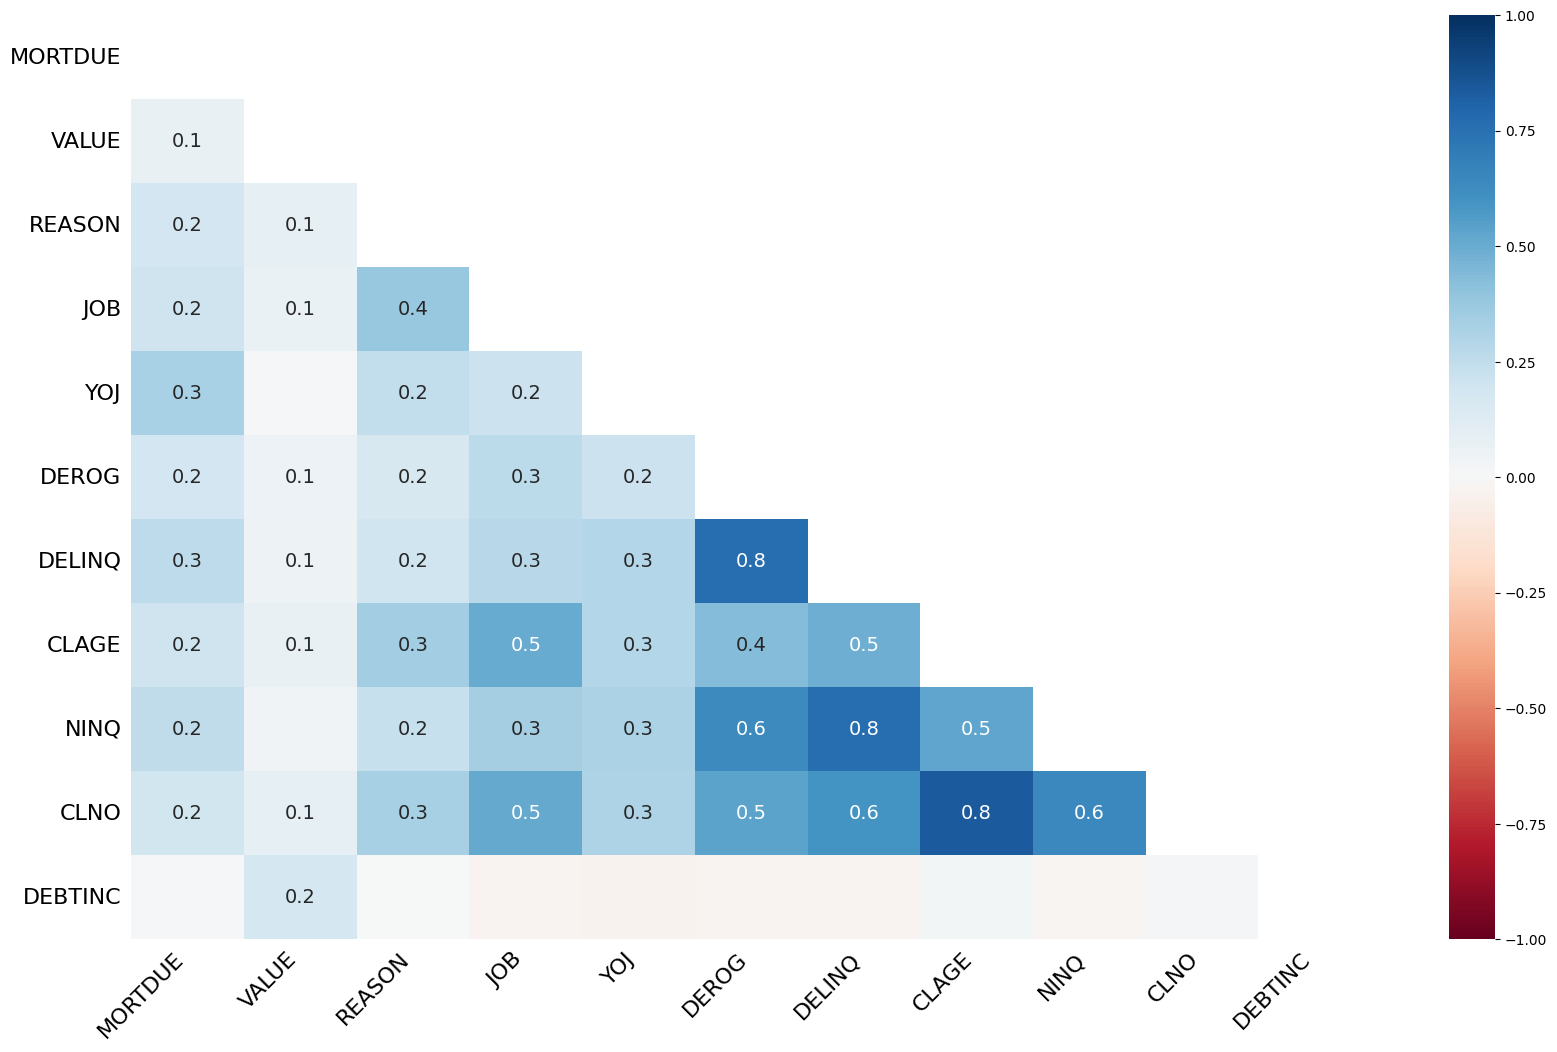 MORTDUE
1.00
VALUE 0.1
0.75
REASON 0.2 0.1
0.50
JOB 0.2 0.1 0.4
0.25
YOJ 0.3 0.2 0.2
0.00
DEROG 0.2 0.1 0.2 0.3 0.2
DELINQ 0.3 0.1 0.2 0.3 0.3 0.8
−0.25
CLAGE 0.2 0.1 0.3 0.5 0.3 0.4 0.5
−0.50
NINQ 0.2 0.2 0.3 0.3 0.6 0.8 0.5
CLNO 0.2 0.1 0.3 0.5 0.3 0.5 0.6 0.8 0.6
−0.75
DEBTINC 0.2
−1.00
MORTDUE VALUE REASON JOB YOJ DEROG DELINQ CLAGE NINQ CLNO DEBTINC